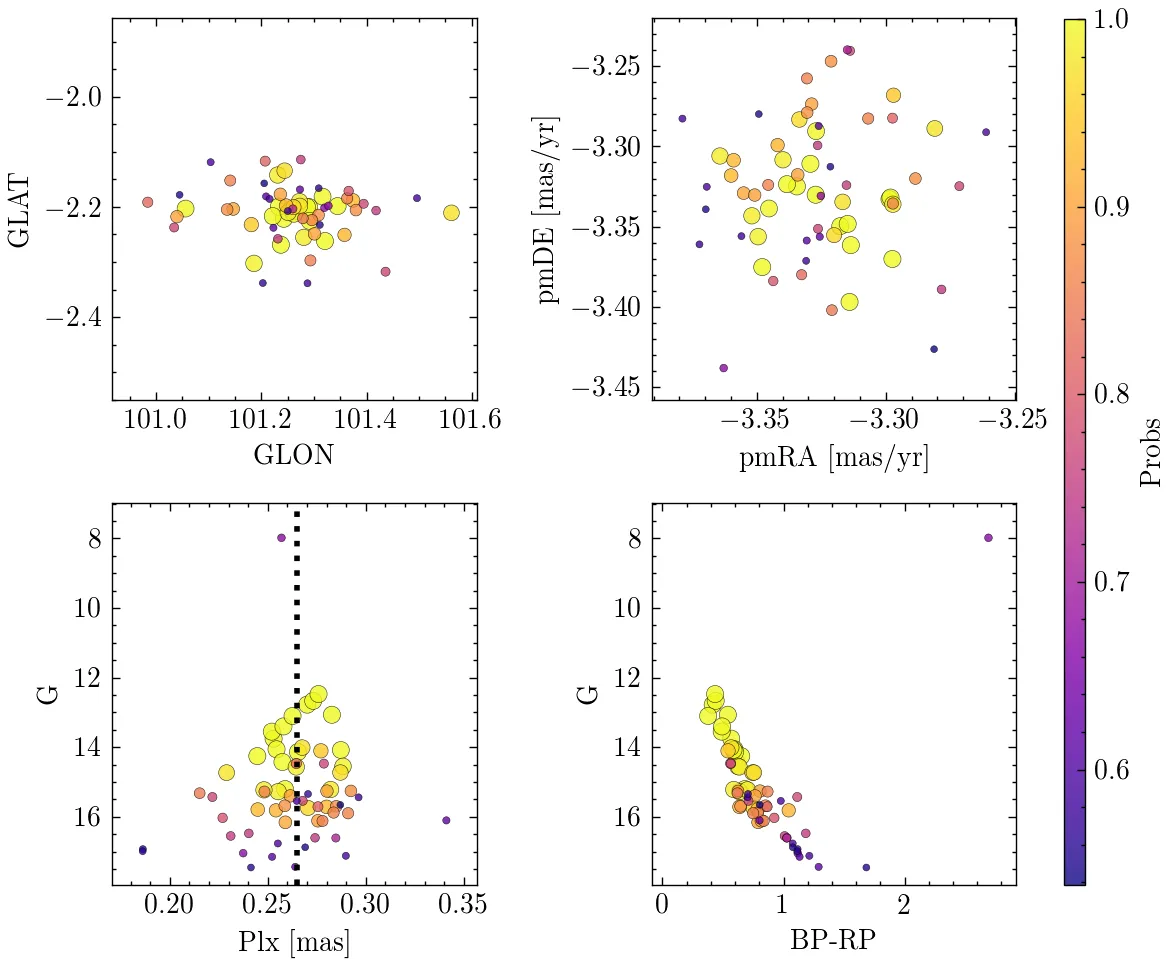 −2.0
−2.2
−2.4
GLAT
101.0 101.2 101.4 101.6
GLON
−3.25
−3.30
−3.35
−3.40
−3.45
pmDE [mas/yr]
−3.35 −3.30 −3.25
pmRA [mas/yr]
1.0
0.9
0.8
0.7
0.6
Probs
8
10
12
14
16
G
0.20 0.25 0.30 0.35
Plx [mas]
8
10
12
14
16
G
0 1 2
BP-RP